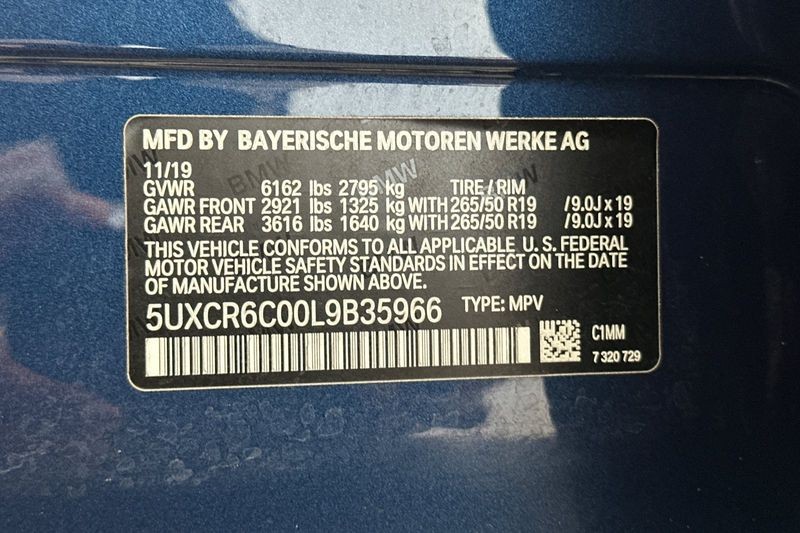 MFD BY BAYERISCHE MOTOREN WERKE AG
11/19
GVWR 6162 lbs 2795 kg TIRE / RIM
GAWR FRONT 2921 lbs 1325 kg WITH 265/50 R19 / 9.0J x 19
GAWR REAR 3616 lbs 1640 kg WITH 265/50 R19 / 9.0J x 19
THIS VEHICLE CONFORMS TO ALL APPLICABLE U. S. FEDERAL
MOTOR VEHICLE SAFETY STANDARDS IN EFFECT ON THE DATE
OF MANUFACTURE SHOWN ABOVE.
5UXCR6C00L9B35966 TYPE: MPV
C1MM
7 320 729